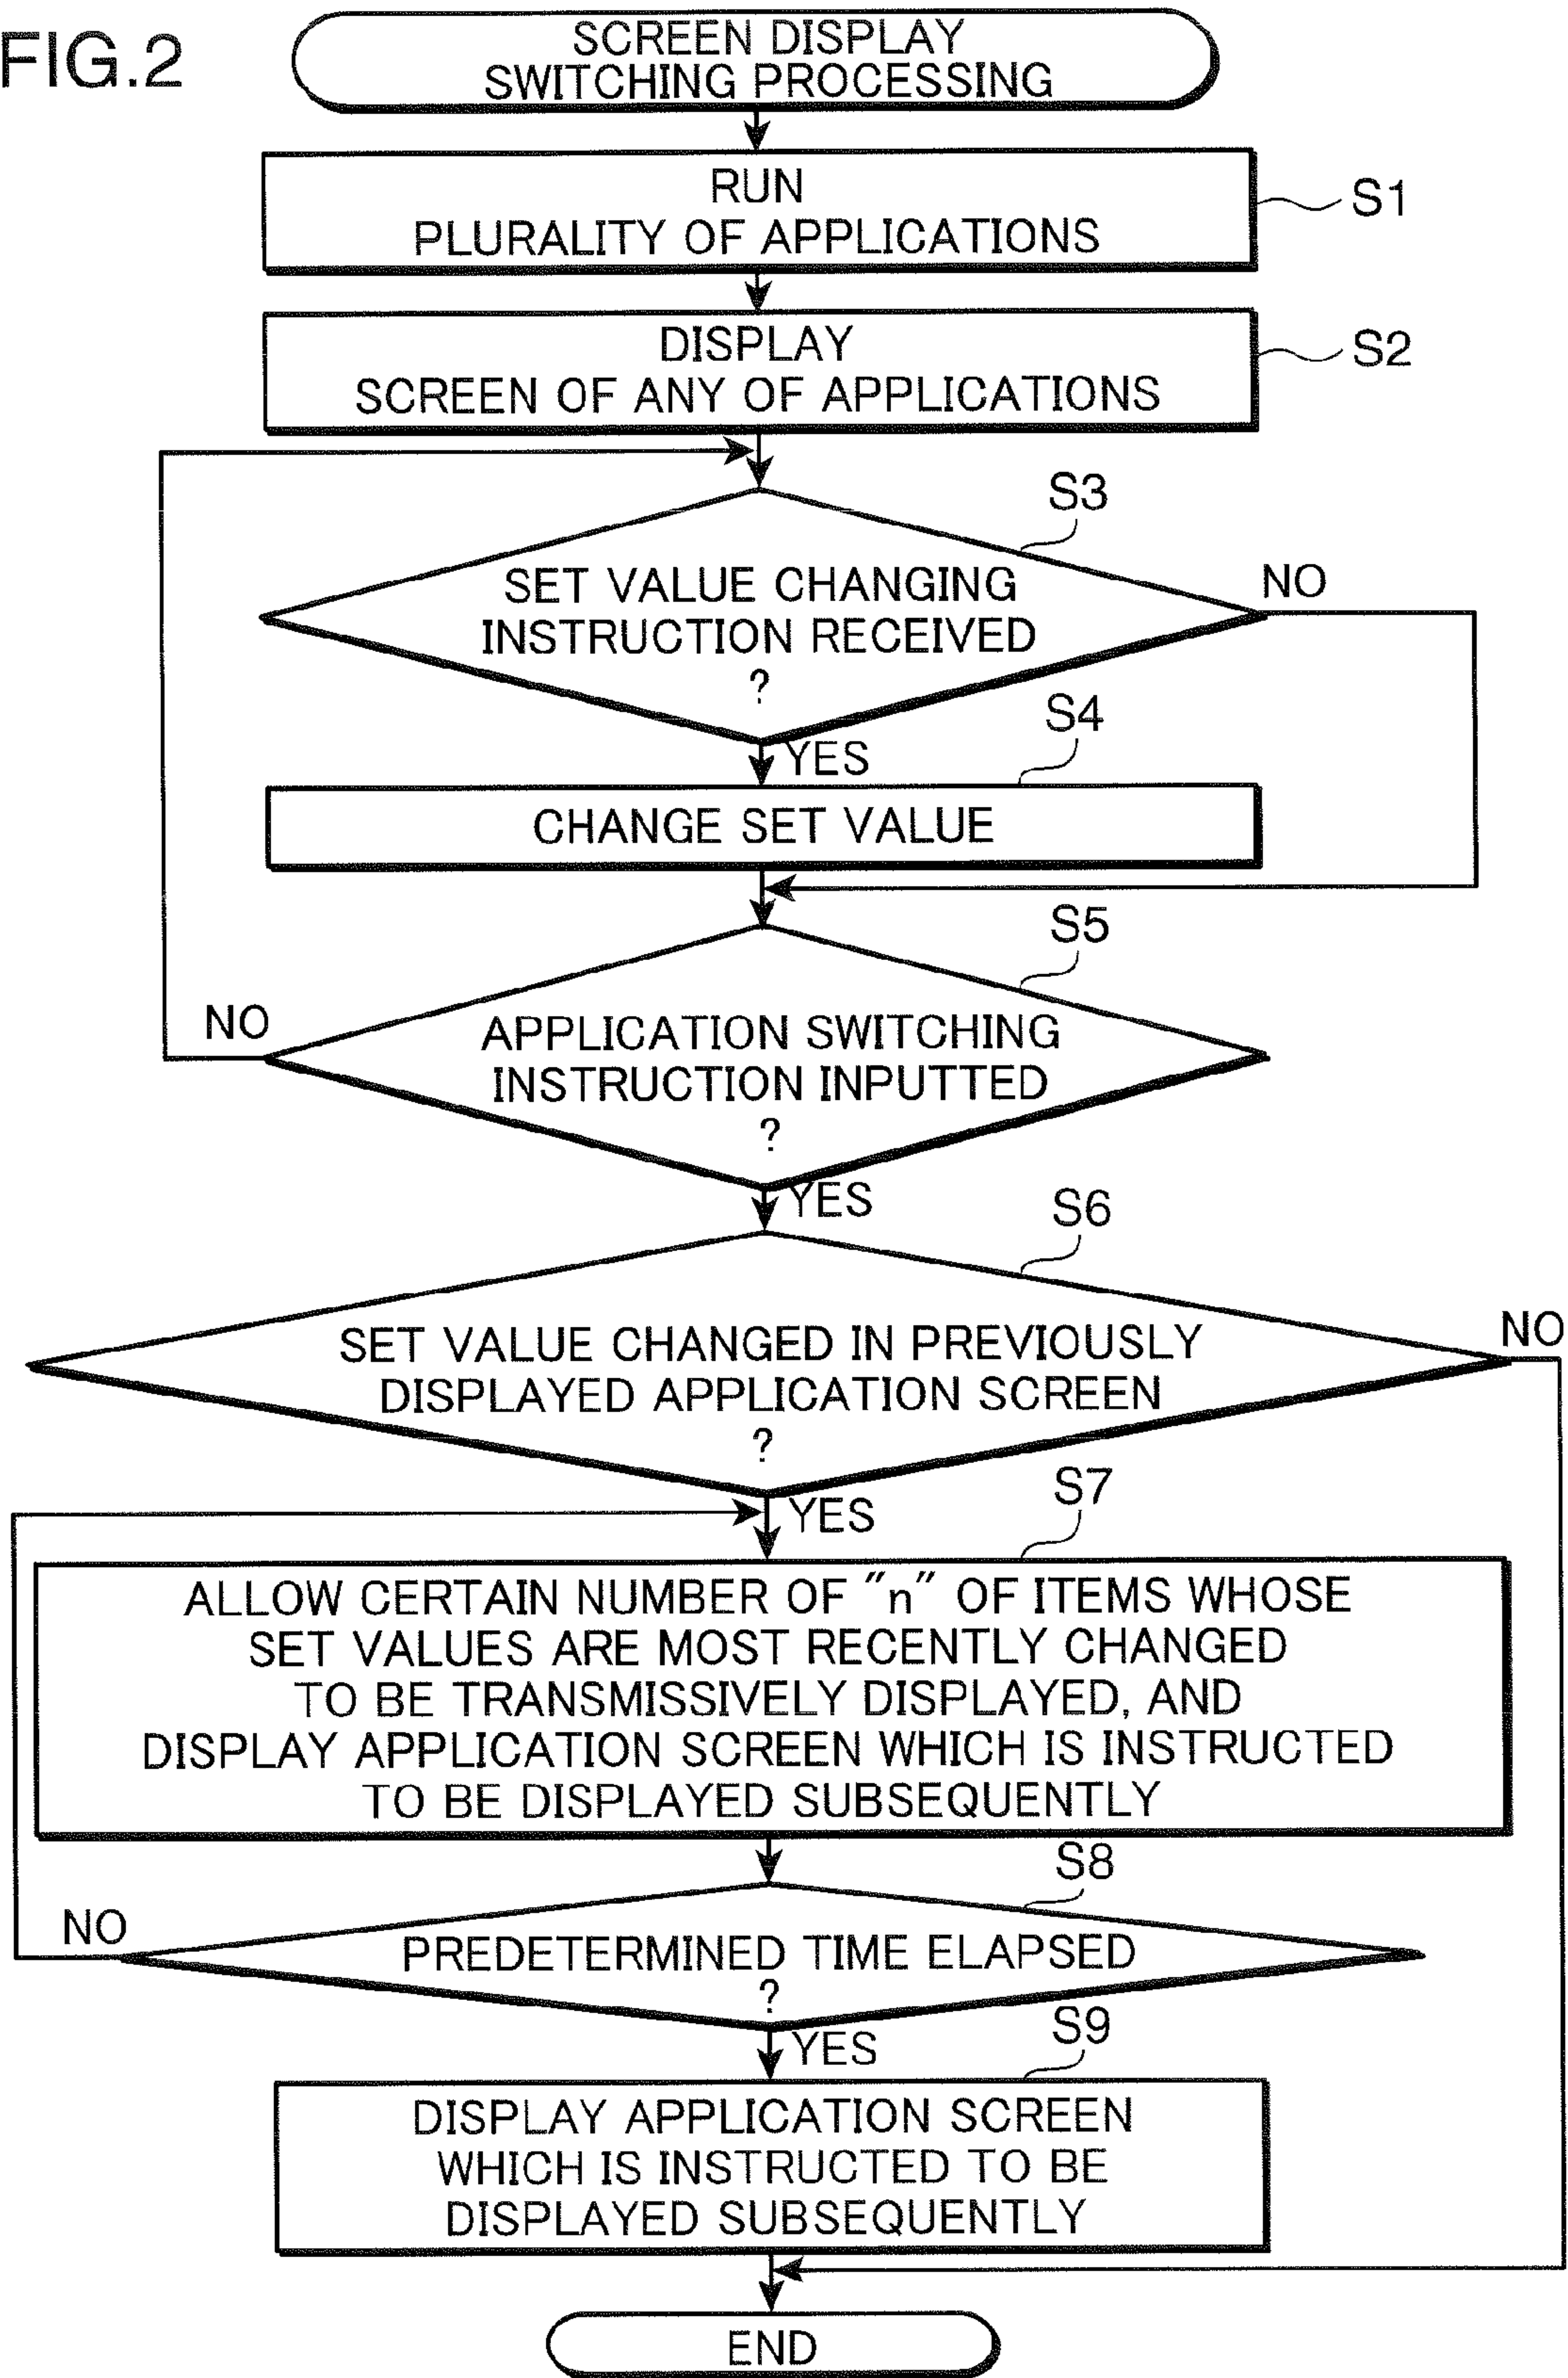 FIG.2
SCREEN DISPLAY
SWITCHING PROCESSING
RUN
PLURALITY OF APPLICATIONS
S1
DISPLAY
SCREEN OF ANY OF APPLICATIONS
S2
S3
SET VALUE CHANGING
INSTRUCTION RECEIVED
?
NO
YES
S4
CHANGE SET VALUE
S5
NO
APPLICATION SWITCHING
INSTRUCTION INPUTTED
?
YES
S6
SET VALUE CHANGED IN PREVIOUSLY
DISPLAYED APPLICATION SCREEN
?
NO
YES
S7
ALLOW CERTAIN NUMBER OF "n" OF ITEMS WHOSE
SET VALUES ARE MOST RECENTLY CHANGED
TO BE TRANSMISSIVELY DISPLAYED, AND
DISPLAY APPLICATION SCREEN WHICH IS INSTRUCTED
TO BE DISPLAYED SUBSEQUENTLY
S8
NO
PREDETERMINED TIME ELAPSED
?
YES
S9
DISPLAY APPLICATION SCREEN
WHICH IS INSTRUCTED TO BE
DISPLAYED SUBSEQUENTLY
END